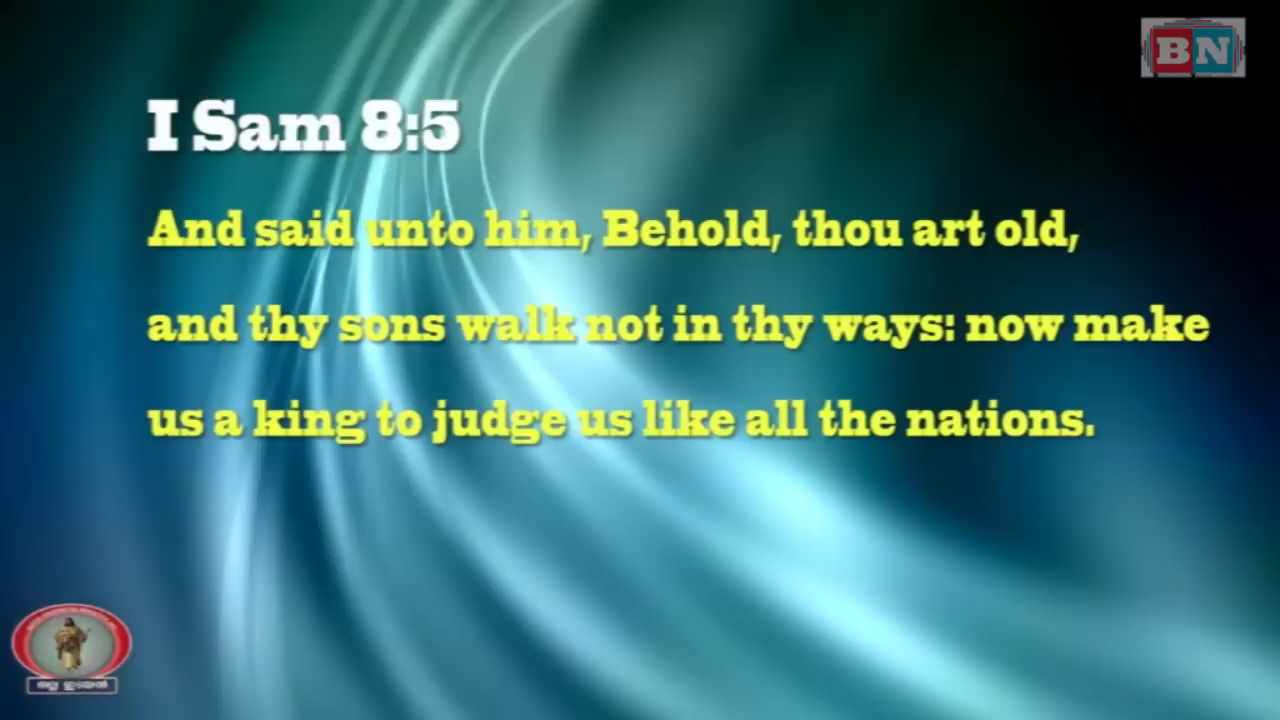 BN
I Sam 8:5
And said unto him, Behold, thou art old,
and thy sons walk not in thy ways: now make
us a king to judge us like all the nations.